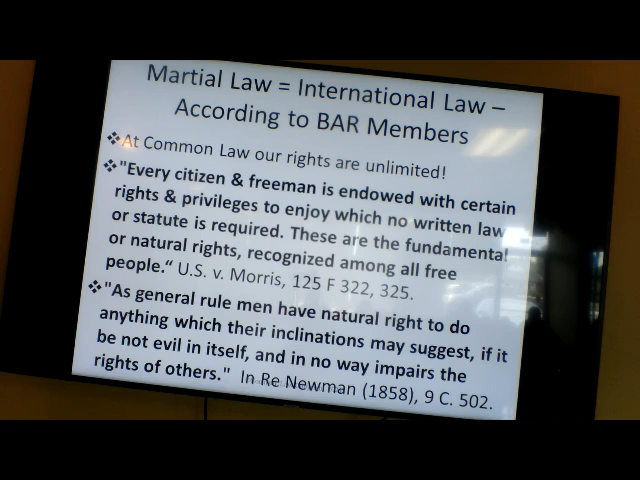 Martial Law = International Law –
According to BAR Members
❖At Common Law our rights are unlimited!
❖"Every citizen & freeman is endowed with certain
rights & privileges to enjoy which no written law
or statute is required. These are the fundamental
or natural rights, recognized among all free
people.“ U.S. v. Morris, 125 F 322, 325.
❖"As general rule men have natural right to do
anything which their inclinations may suggest, if it
be not evil in itself, and in no way impairs the
rights of others." In Re Newman (1858), 9 C. 502.